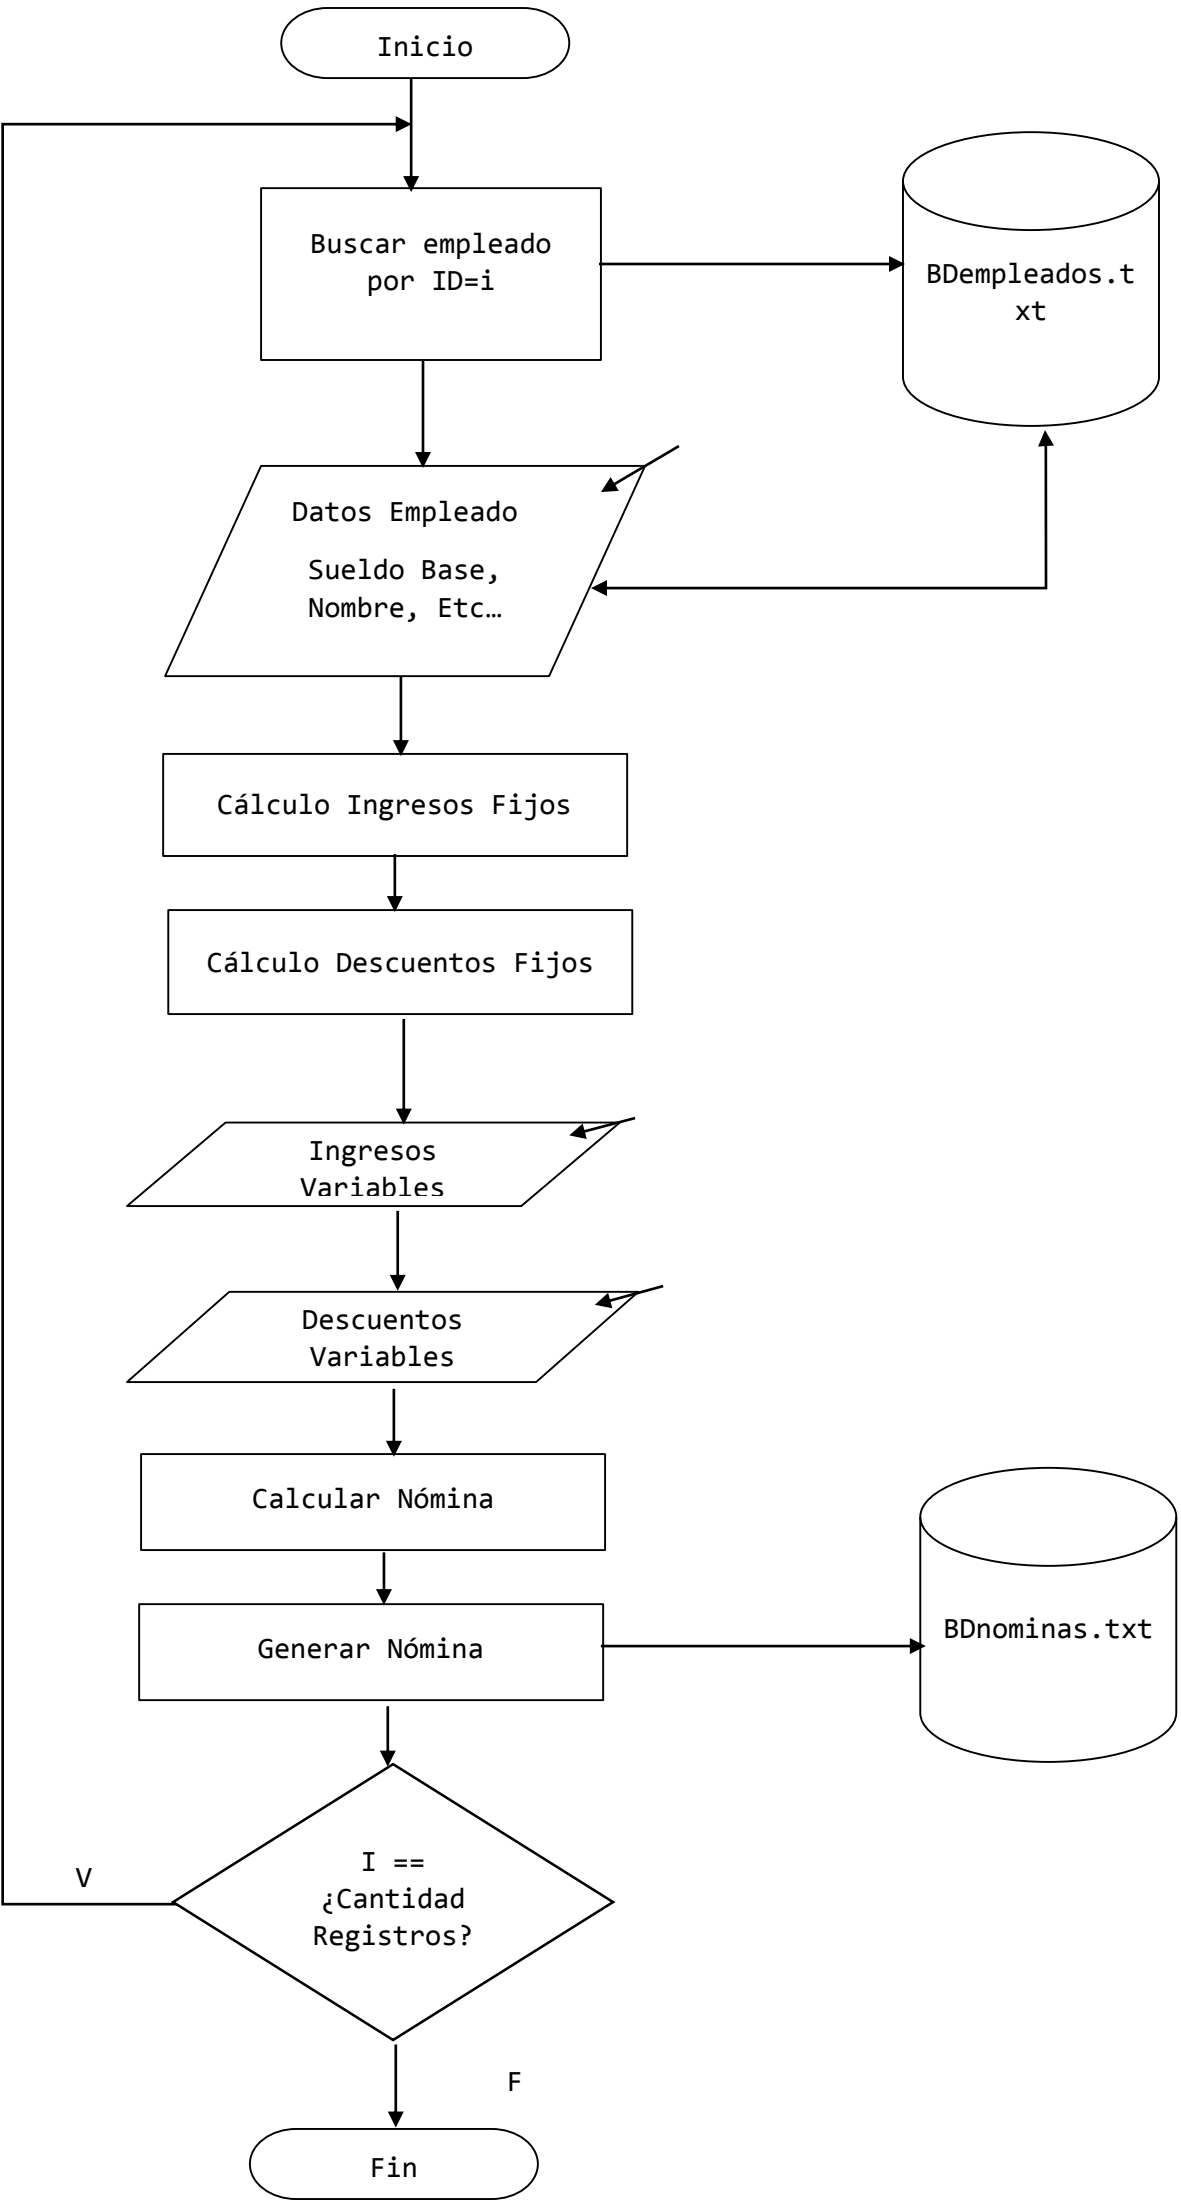 Inicio
Buscar empleado
por ID=i
BDempleados.t
xt
Datos Empleado
Sueldo Base,
Nombre, Etc…
Cálculo Ingresos Fijos
Cálculo Descuentos Fijos
Ingresos
Variables
Descuentos
Variables
Calcular Nómina
Generar Nómina
BDnominas.txt
I ==
¿Cantidad
Registros?
V
F
Fin